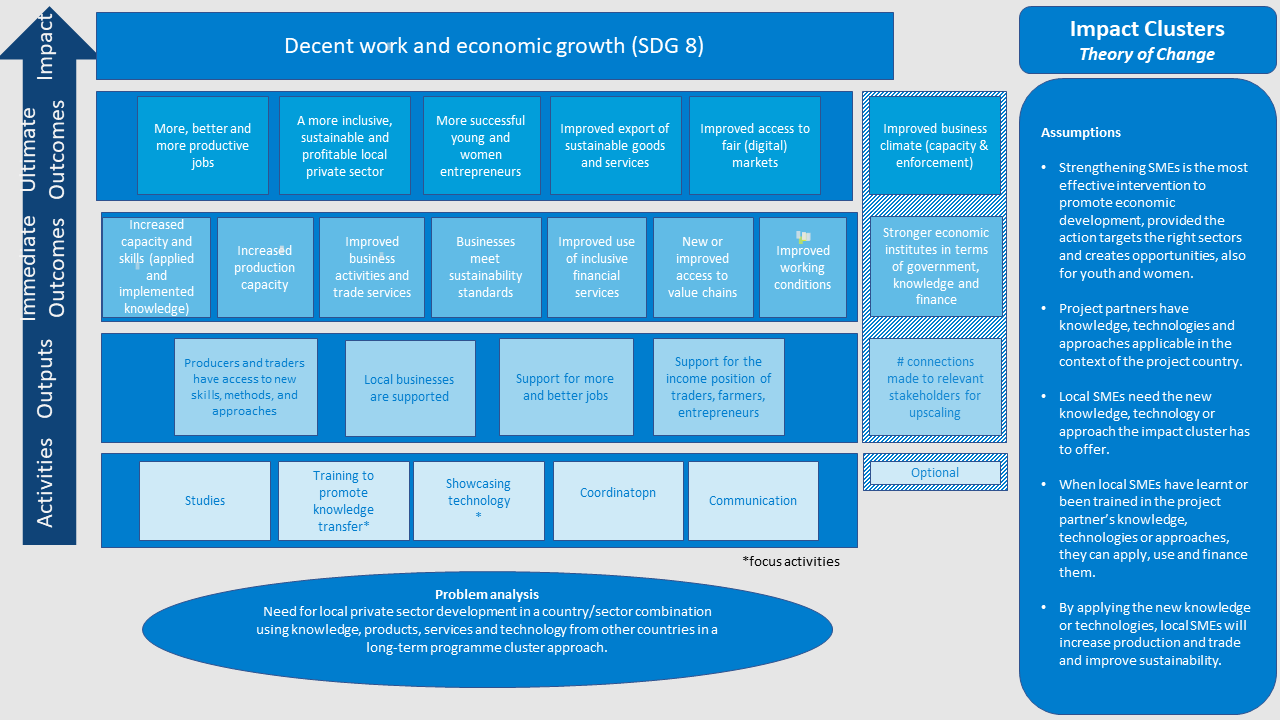 Impact
Decent work and economic growth (SDG 8)
Impact Clusters
Theory of Change
Ultimate
Outcomes
More, better and
more productive
jobs
A more inclusive,
sustainable and
profitable local
private sector
More successful
young and
women
entrepreneurs
Improved export of
sustainable goods
and services
Improved access to
fair (digital)
markets
Improved business
climate (capacity &
enforcement)
Immediate
Outcomes
Increased
capacity and
skills (applied
and
implemented
knowledge)
Increased
production
capacity
Improved
business
activities and
trade services
Businesses
meet
sustainability
standards
Improved use
of inclusive
financial
services
New or
improved
access to
value chains
Improved
working
conditions
Stronger economic
institutes in terms
of government,
knowledge and
finance
Outputs
Producers and traders
have access to new
skills, methods, and
approaches
Local businesses
are supported
Support for more
and better jobs
Support for the
income position of
traders, farmers,
entrepreneurs
# connections
made to relevant
stakeholders for
upscaling
Activities
Studies
Training to
promote
knowledge
transfer*
Showcasing
technology
*
Coordinatopn
Communication
Optional
*focus activities
Problem analysis
Need for local private sector development in a country/sector combination
using knowledge, products, services and technology from other countries in a
long-term programme cluster approach.
Assumptions
• Strengthening SMEs is the most
effective intervention to
promote economic
development, provided the
action targets the right sectors
and creates opportunities, also
for youth and women.
• Project partners have
knowledge, technologies and
approaches applicable in the
context of the project country.
• Local SMEs need the new
knowledge, technology or
approach the impact cluster has
to offer.
• When local SMEs have learnt or
been trained in the project
partner's knowledge,
technologies or approaches,
they can apply, use and finance
them.
• By applying the new knowledge
or technologies, local SMEs will
increase production and trade
and improve sustainability.